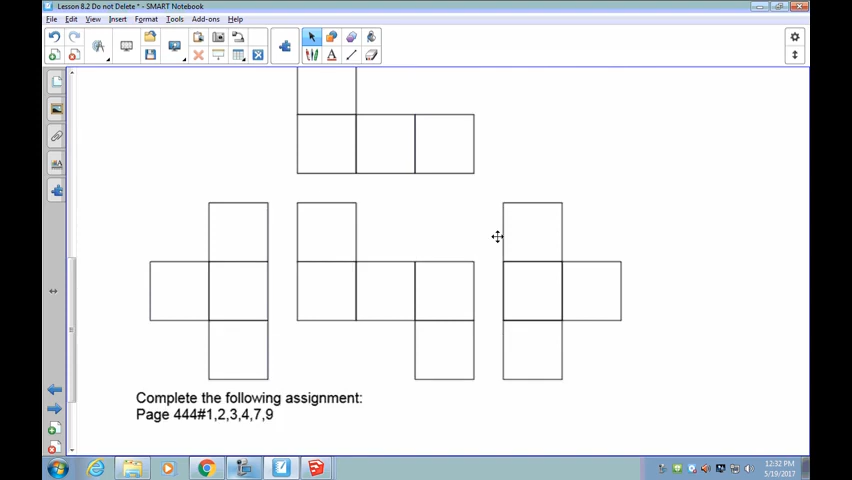 Lesson 8.2 Do not Delete * - SMART Notebook
File Edit View Insert Format Tools Add-ons Help
Complete the following assignment:
Page 444#1,2,3,4,7,9
12:32 PM
5/19/2017